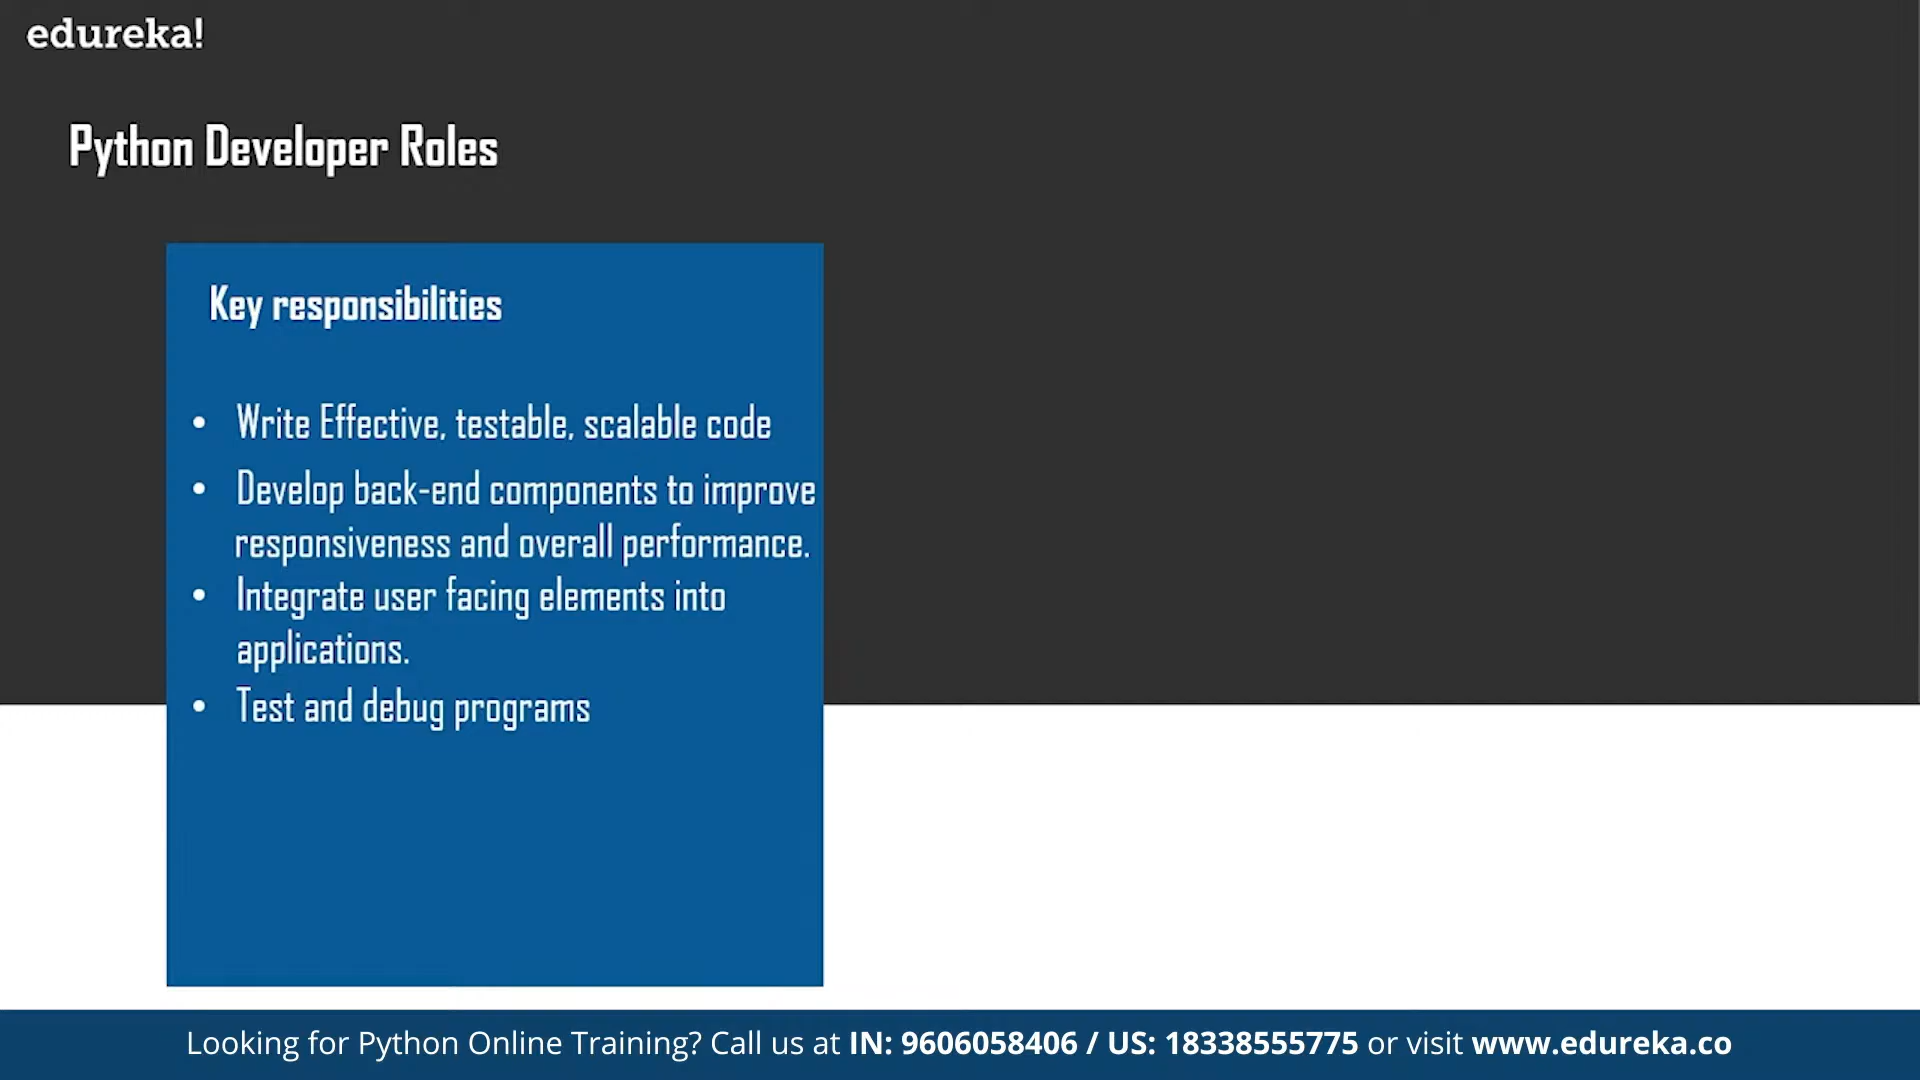 edureka!
Python Developer Roles
Key responsibilities
• Write Effective, testable, scalable code
• Develop back-end components to improve
responsiveness and overall performance.
• Integrate user facing elements into
applications.
• Test and debug programs
Looking for Python Online Training? Call us at IN: 9606058406 / US: 18338555775 or visit www.edureka.co